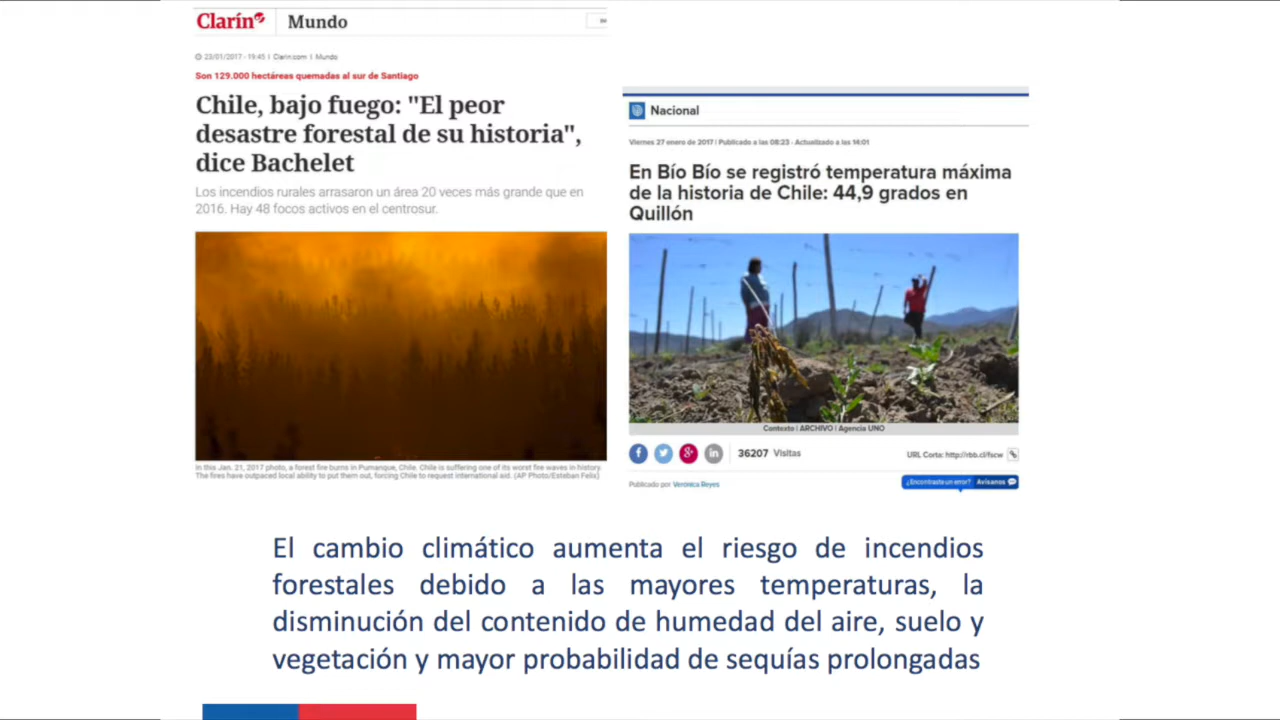 Clarín
Mundo
23/01/2017 - 19:45 | Clarin.com | Mundo
Son 129.000 hectáreas quemadas al sur de Santiago
Chile, bajo fuego: "El peor
desastre forestal de su historia",
dice Bachelet
Los incendios rurales arrasaron un área 20 veces más grande que en
2016. Hay 48 focos activos en el centrosur.
In this Jan. 21, 2017 photo, a forest fire burns in Pumanque, Chile. Chile is suffering one of its worst fire waves in history.
The fires have outpaced local ability to put them out, forcing Chile to request international aid. (AP Photo/Esteban Felix)
Nacional
Viernes 27 enero de 2017 | Publicado a las 08:23 · Actualizado a las 14:01
En Bío Bío se registró temperatura máxima
de la historia de Chile: 44,9 grados en
Quillón
Contexto | ARCHIVO | Agencia UNO
36207 Visitas
URL Corta: http://rbb.cl/fscw
Publicado por Verónica Reyes
¿Encontraste un error? Avísanos
El cambio climático aumenta el riesgo de incendios
forestales debido a las mayores temperaturas, la
disminución del contenido de humedad del aire, suelo y
vegetación y mayor probabilidad de sequías prolongadas